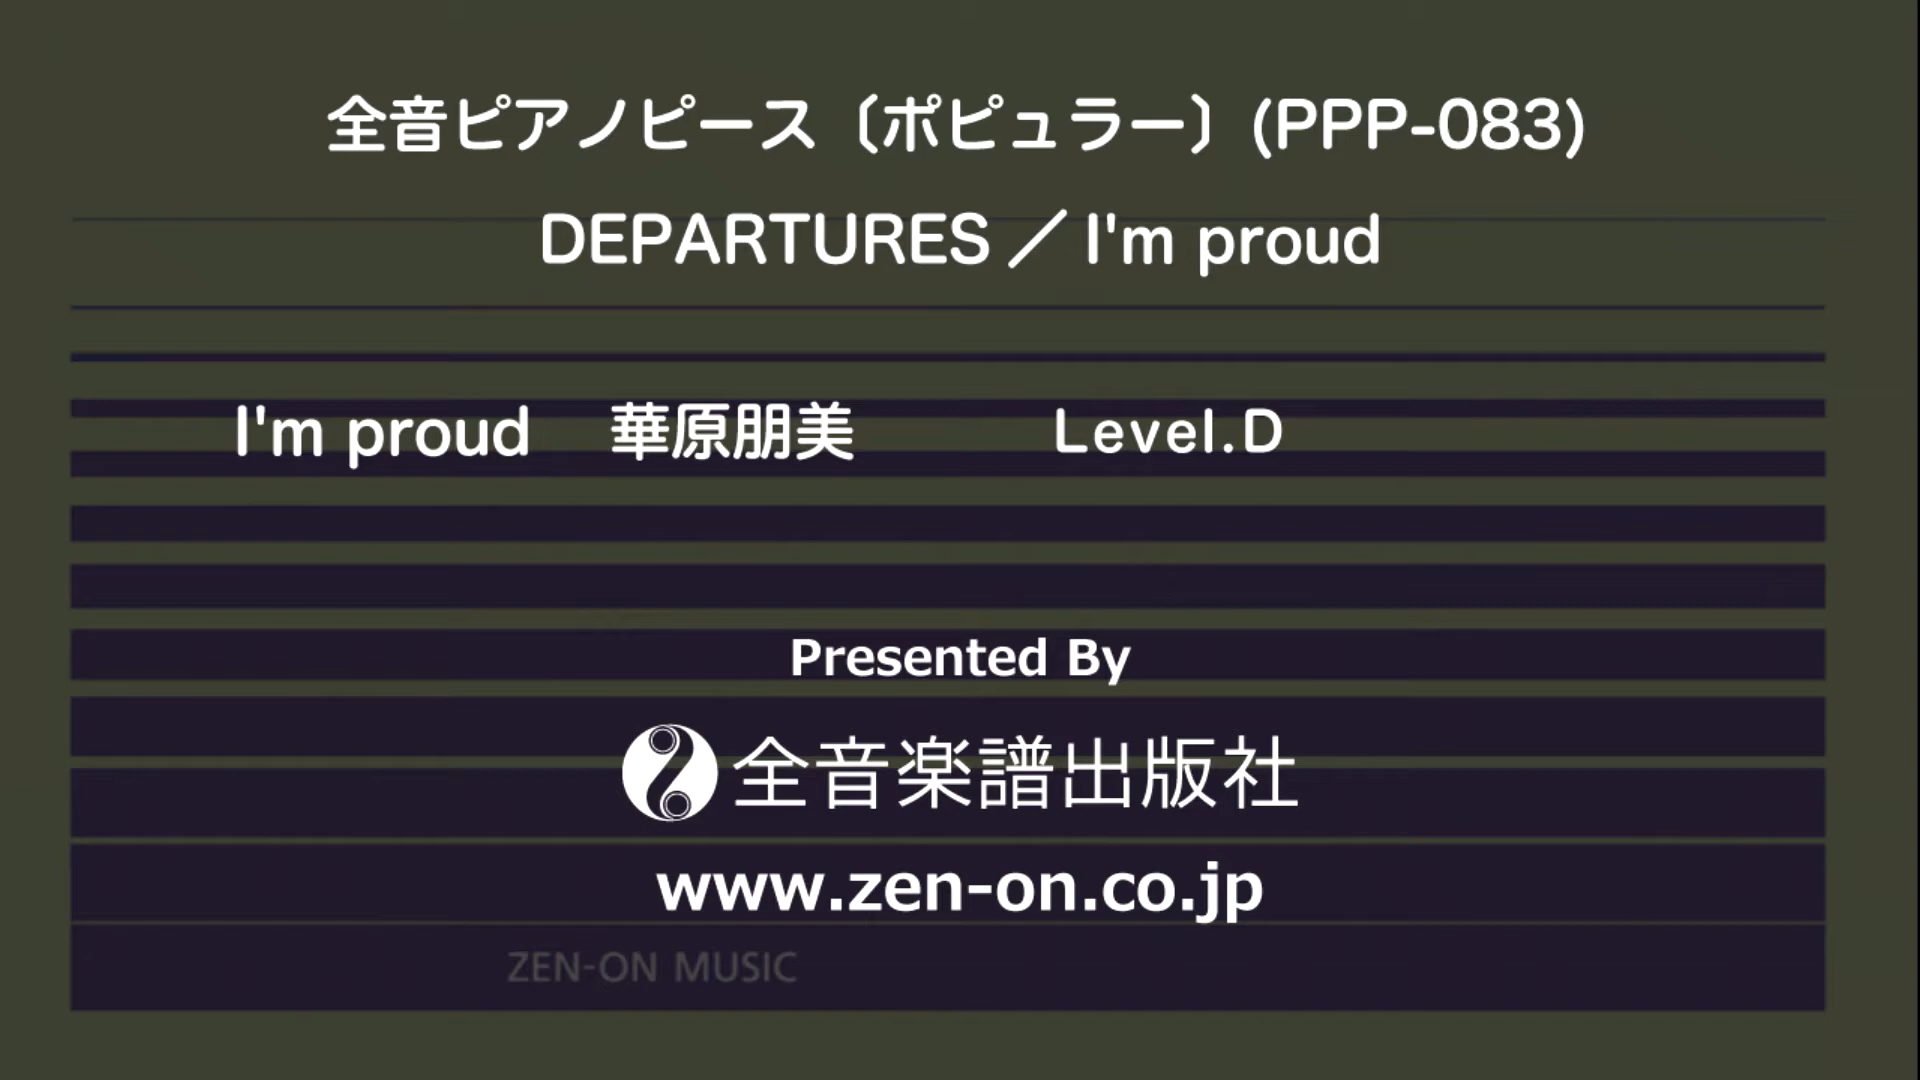 全音ピアノピース〔ポピュラー〕(PPP-083)
DEPARTURES／I'm proud
I'm proud 華原朋美 Level.D
Presented By
全音楽譜出版社
www.zen-on.co.jp
ZEN-ON MUSIC